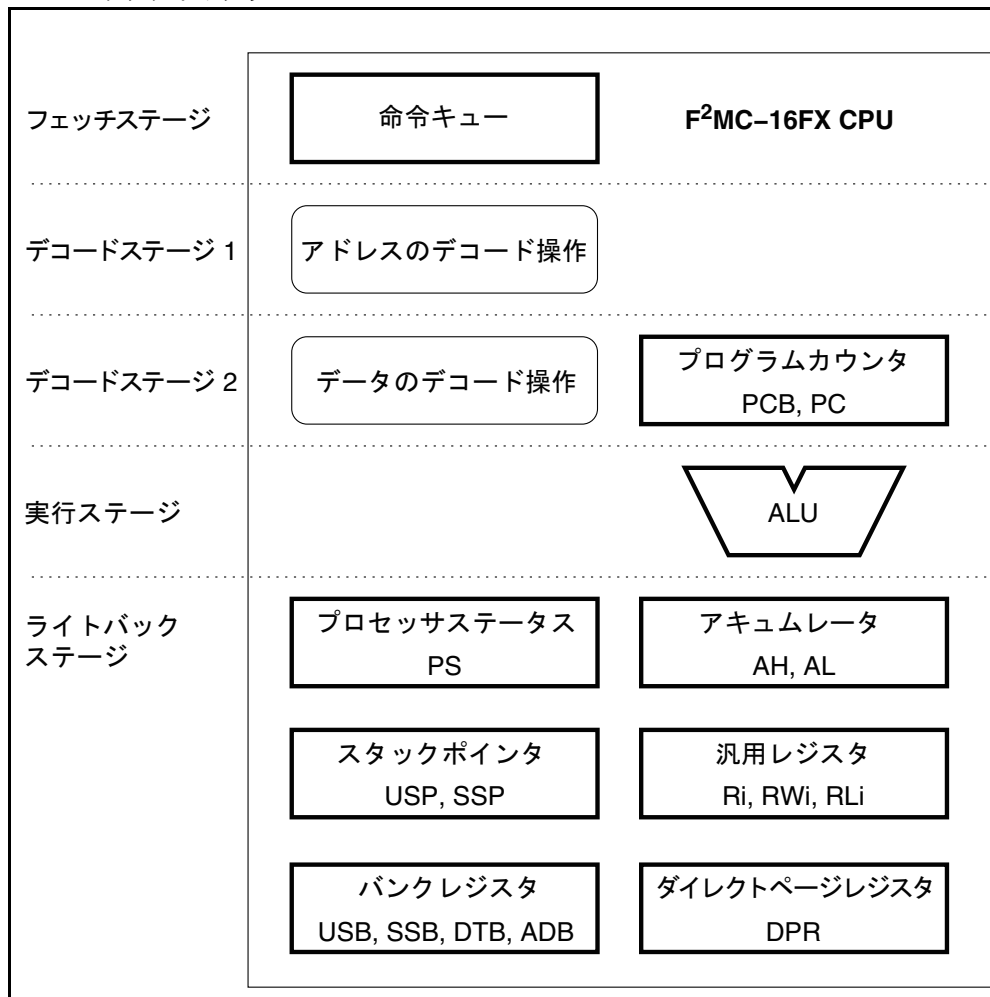 フェッチステージ
命令キュー
F²MC–16FX CPU
デコードステージ 1
アドレスのデコード操作
デコードステージ 2
データのデコード操作
プログラムカウンタ
PCB, PC
実行ステージ
ALU
ライトバック
ステージ
プロセッサステータス
PS
アキュムレータ
AH, AL
スタックポインタ
USP, SSP
汎用レジスタ
Ri, RWi, RLi
バンクレジスタ
USB, SSB, DTB, ADB
ダイレクトページレジスタ
DPR